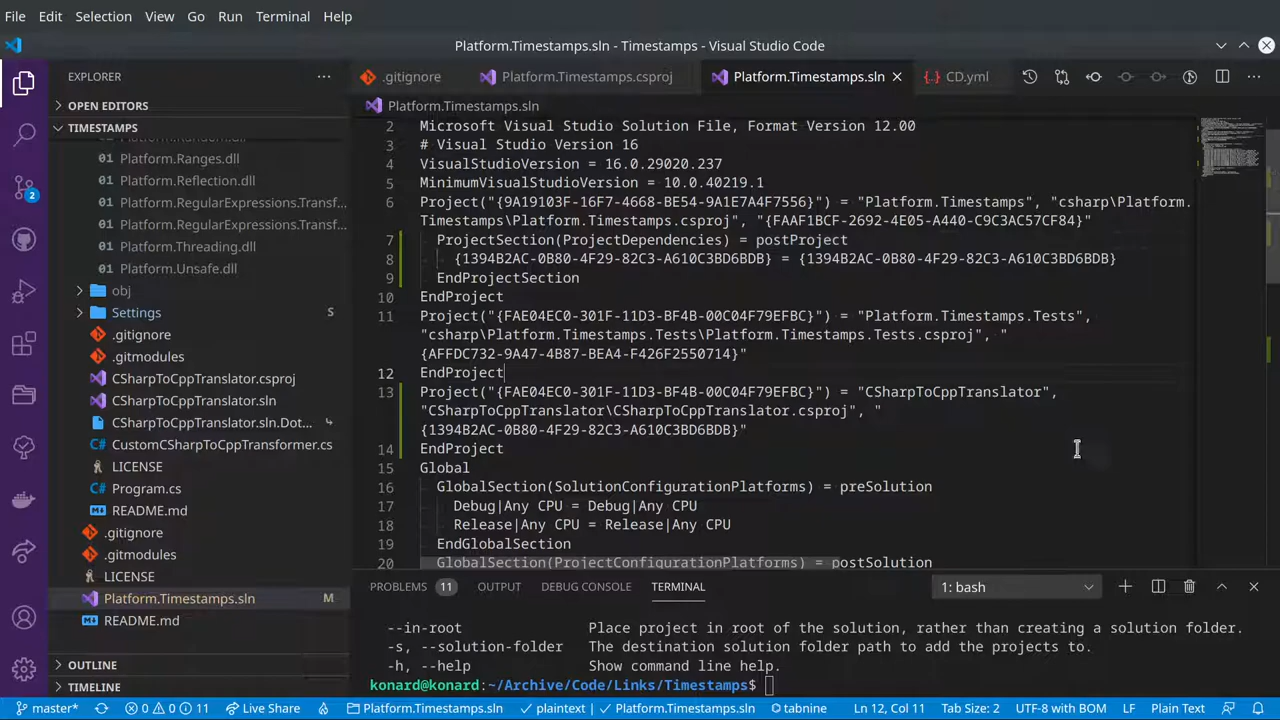 File Edit Selection View Go Run Terminal Help
Platform.Timestamps.sln - Timestamps - Visual Studio Code
EXPLORER
.gitignore Platform.Timestamps.csproj Platform.Timestamps.sln CD.yml
OPEN EDITORS
Platform.Timestamps.sln
TIMESTAMPS
Platform.Ranges.dll
Platform.Reflection.dll
2
Platform.RegularExpressions.Transf...
Platform.RegularExpressions.Transf...
Platform.Threading.dll
Platform.Unsafe.dll
obj
Settings S
.gitignore
.gitmodules
CSharpToCppTranslator.csproj
CSharpToCppTranslator.sln
CSharpToCppTranslator.sln.Dot...
CustomCSharpToCppTransformer.cs
LICENSE
Program.cs
README.md
.gitignore
.gitmodules
LICENSE
Platform.Timestamps.sln M
README.md
OUTLINE
TIMELINE
2 Microsoft Visual Studio Solution File, Format Version 12.00
3 # Visual Studio Version 16
4 VisualStudioVersion = 16.0.29020.237
5 MinimumVisualStudioVersion = 10.0.40219.1
6 Project("{9A19103F-16F7-4668-BE54-9A1E7A4F7556}") = "Platform.Timestamps", "csharp\Platform.
Timestamps\Platform.Timestamps.csproj", "{FAAF1BCF-2692-4E05-A440-C9C3AC57CF84}"
7 ProjectSection(ProjectDependencies) = postProject
8 {1394B2AC-0B80-4F29-82C3-A610C3BD6BDB} = {1394B2AC-0B80-4F29-82C3-A610C3BD6BDB}
9 EndProjectSection
10 EndProject
11 Project("{FAE04EC0-301F-11D3-BF4B-00C04F79EFBC}") = "Platform.Timestamps.Tests",
"csharp\Platform.Timestamps.Tests\Platform.Timestamps.Tests.csproj", "
{AFFDC732-9A47-4B87-BEA4-F426F2550714}"
12 EndProject
13 Project("{FAE04EC0-301F-11D3-BF4B-00C04F79EFBC}") = "CSharpToCppTranslator",
"CSharpToCppTranslator\CSharpToCppTranslator.csproj", "
{1394B2AC-0B80-4F29-82C3-A610C3BD6BDB}"
14 EndProject
15 Global
16 GlobalSection(SolutionConfigurationPlatforms) = preSolution
17 Debug|Any CPU = Debug|Any CPU
18 Release|Any CPU = Release|Any CPU
19 EndGlobalSection
20 GlobalSection(ProjectConfigurationPlatforms) = postSolution
PROBLEMS 11 OUTPUT DEBUG CONSOLE TERMINAL 1: bash
--in-root Place project in root of the solution, rather than creating a solution folder.
-s, --solution-folder The destination solution folder path to add the projects to.
-h, --help Show command line help.
konard@konard:~/Archive/Code/Links/Timestamps$
master* 0 0 11 Live Share Platform.Timestamps.sln plaintext | Platform.Timestamps.sln tabnine Ln 12, Col 11 Tab Size: 2 UTF-8 with BOM LF Plain Text